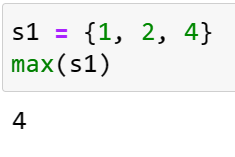 s1 = {1, 2, 4}
max(s1)
4